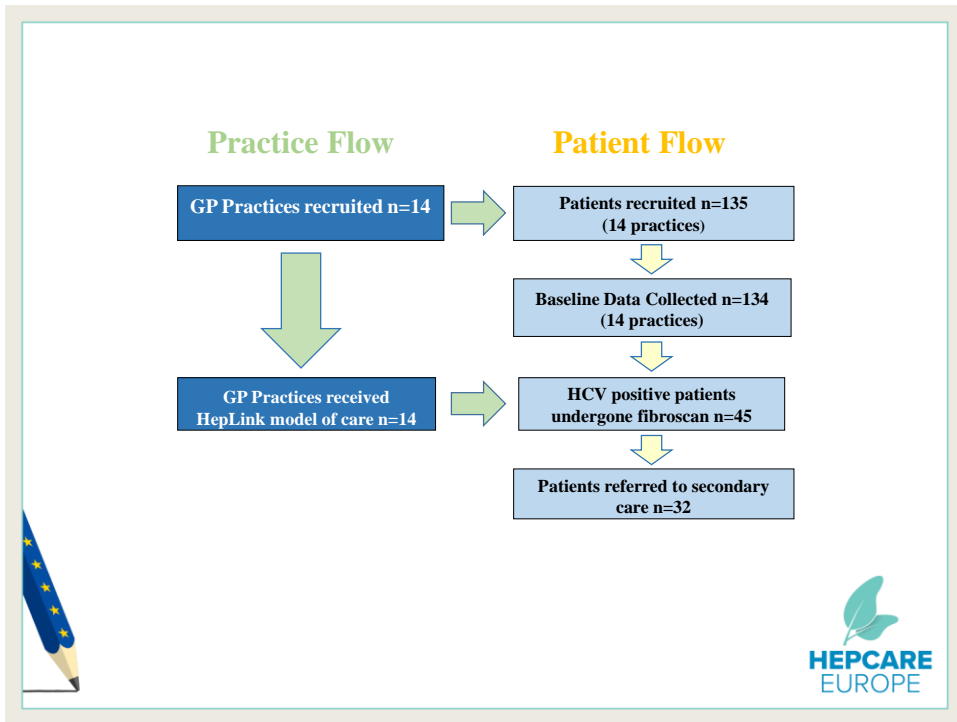 Practice Flow
Patient Flow
GP Practices recruited n=14
Patients recruited n=135
(14 practices)
Baseline Data Collected n=134
(14 practices)
GP Practices received
HepLink model of care n=14
HCV positive patients
undergone fibroscan n=45
Patients referred to secondary
care n=32
HEPCARE
EUROPE